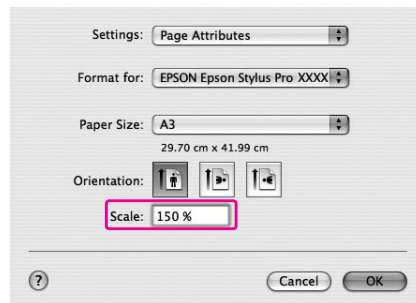 Settings: Page Attributes
Format for: EPSON Epson Stylus Pro XXXX
Paper Size: A3
29.70 cm x 41.99 cm
Orientation:
Scale: 150 %
? Cancel OK